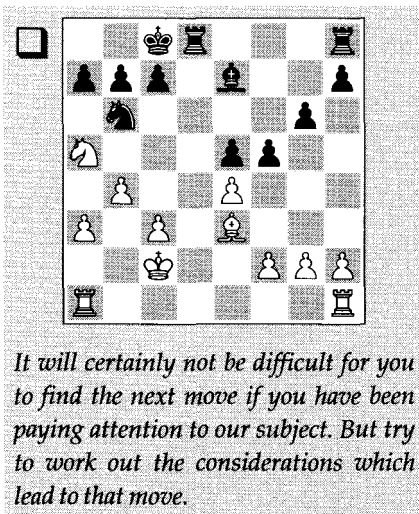 It will certainly not be difficult for you
to find the next move if you have been
paying attention to our subject. But try
to work out the considerations which
lead to that move.